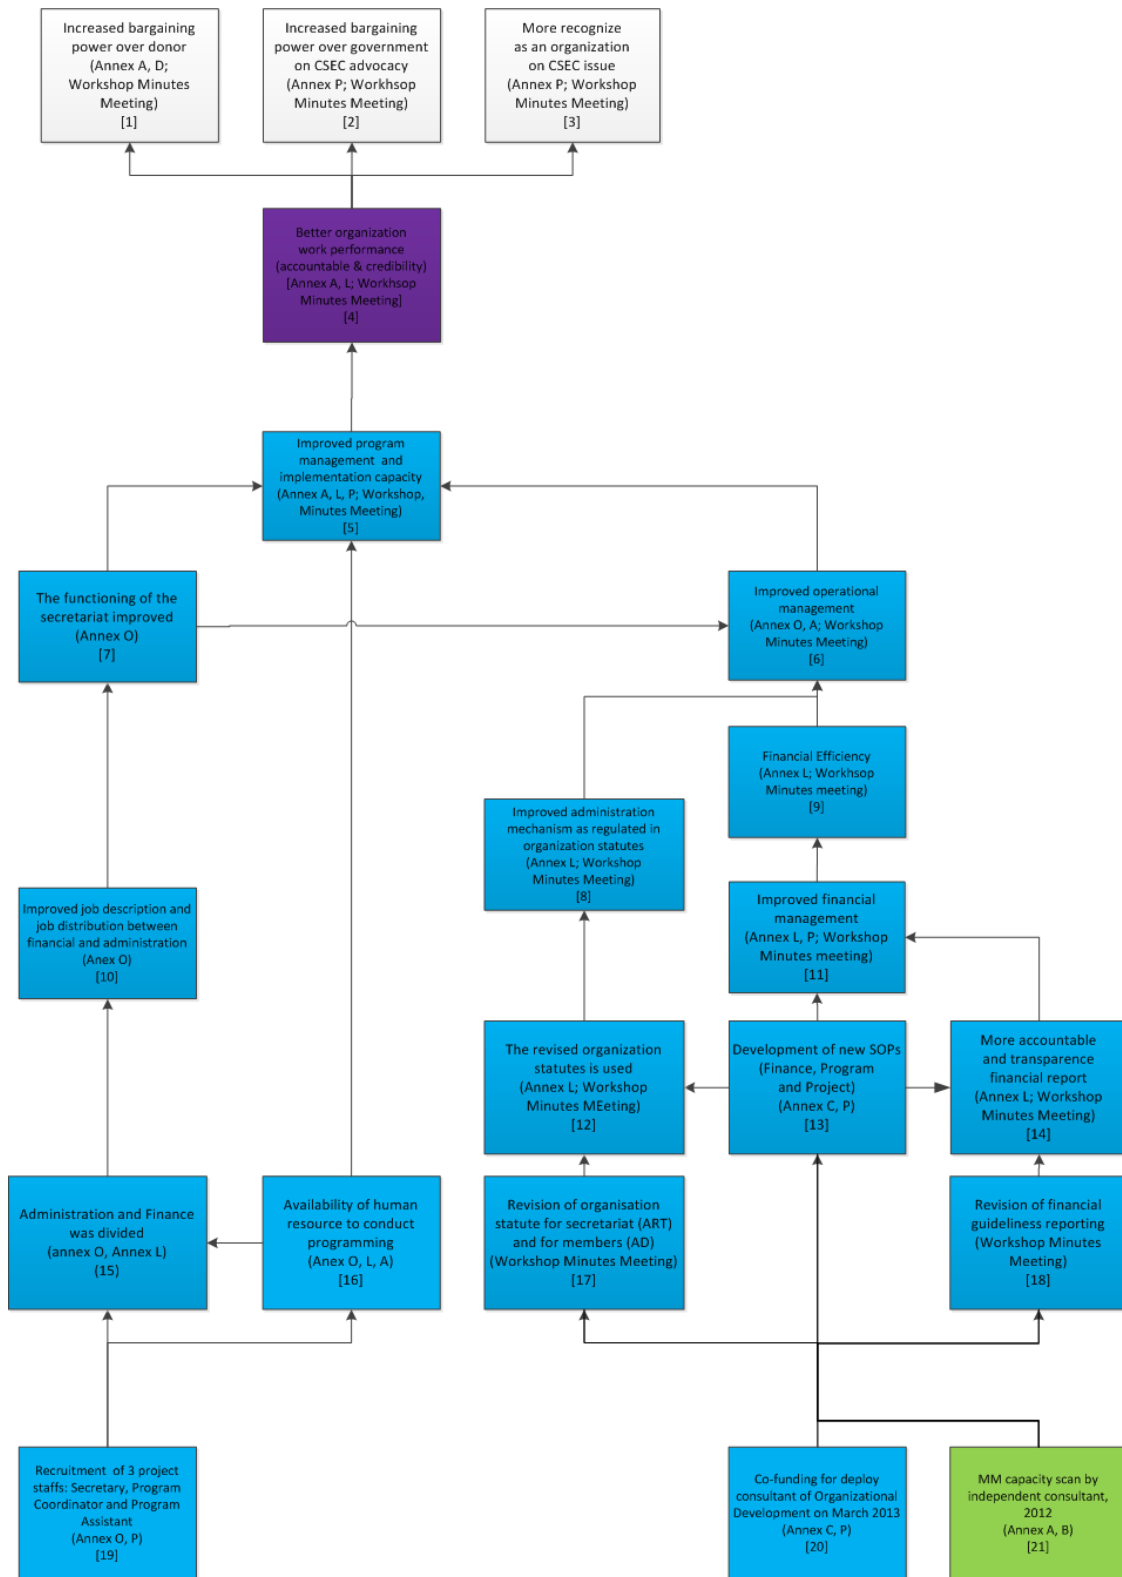 Increased bargaining
power over donor
(Annex A, D;
Workshop Minutes
Meeting)
[1]
Increased bargaining
power over government
on CSEC advocacy
(Annex P; Workhsop
Minutes Meeting)
[2]
More recognize
as an organization
on CSEC issue
(Annex P; Workshop
Minutes Meeting)
[3]
Better organization
work performance
(accountable & credibility)
[Annex A, L; Workhsop
Minutes Meeting]
[4]
Improved program
management and
implementation capacity
(Annex A, L, P; Workshop,
Minutes Meeting)
[5]
The functioning of the
secretariat improved
(Annex O)
[7]
Improved operational
management
(Annex O, A; Workshop
Minutes Meeting)
[6]
Financial Efficiency
(Annex L; Workhsop
Minutes meeting)
[9]
Improved administration
mechanism as regulated in
organization statutes
(Annex L; Workshop
Minutes Meeting)
[8]
Improved job description and
job distribution between
financial and administration
(Anex O)
[10]
Improved financial
management
(Annex L, P; Workshop
Minutes meeting)
[11]
The revised organization
statutes is used
(Annex L; Workshop
Minutes MEeting)
[12]
Development of new SOPs
(Finance, Program
and Project)
(Annex C, P)
[13]
More accountable
and transparence
financial report
(Annex L; Workshop
Minutes Meeting)
[14]
Administration and Finance
was divided
(annex O, Annex L)
(15)
Availability of human
resource to conduct
programming
(Anex O, L, A)
[16]
Revision of organisation
statute for secretariat (ART)
and for members (AD)
(Workshop Minutes Meeting)
[17]
Revision of financial
guideliness reporting
(Workshop Minutes
Meeting)
[18]
Recruitment of 3 project
staffs: Secretary, Program
Coordinator and Program
Assistant
(Annex O, P)
[19]
Co-funding for deploy
consultant of Organizational
Development on March 2013
(Annex C, P)
[20]
MM capacity scan by
independent consultant,
2012
(Annex A, B)
[21]